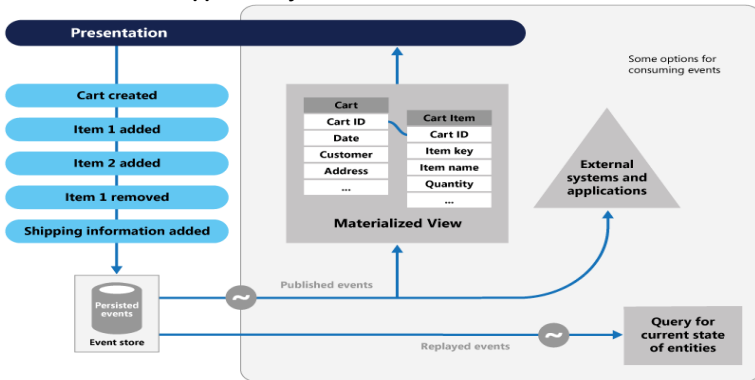 Presentation
Some options for
consuming events
Cart created
Item 1 added
Item 2 added
Item 1 removed
Shipping information added
Cart
Cart ID
Date
Customer
Address
...
Cart Item
Cart ID
Item key
Item name
Quantity
...
Materialized View
External
systems and
applications
Persisted
events
Event store
Published events
Replayed events
Query for
current state
of entities